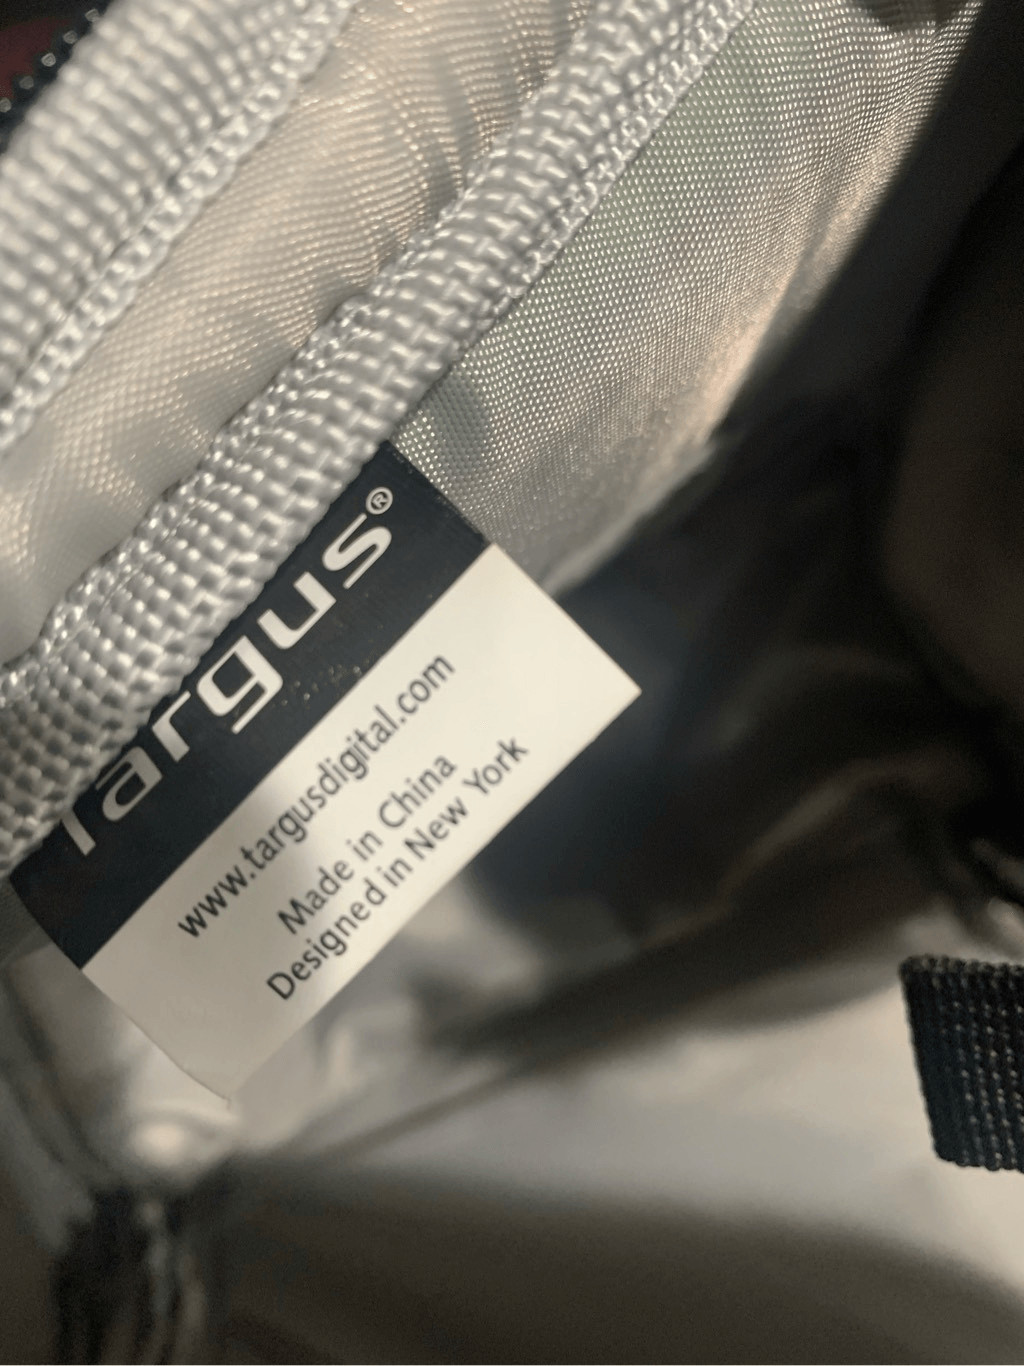 Targus®
www.targusdigital.com
Made in China
Designed in New York